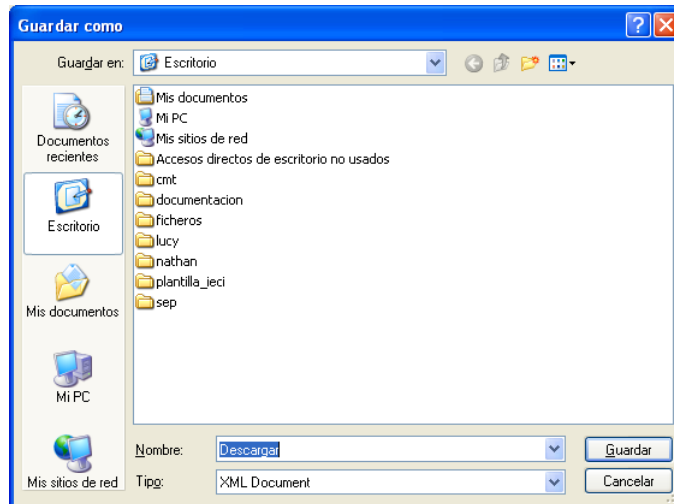 Guardar como
Guardar en:
Escritorio
Documentos
recientes
Escritorio
Mis documentos
Mi PC
Mis sitios de red
Mis documentos
Mi PC
Mis sitios de red
Accesos directos de escritorio no usados
cmt
documentacion
ficheros
lucy
nathan
plantilla_ieci
sep
Nombre:
Descargar
Guardar
Tipo:
XML Document
Cancelar